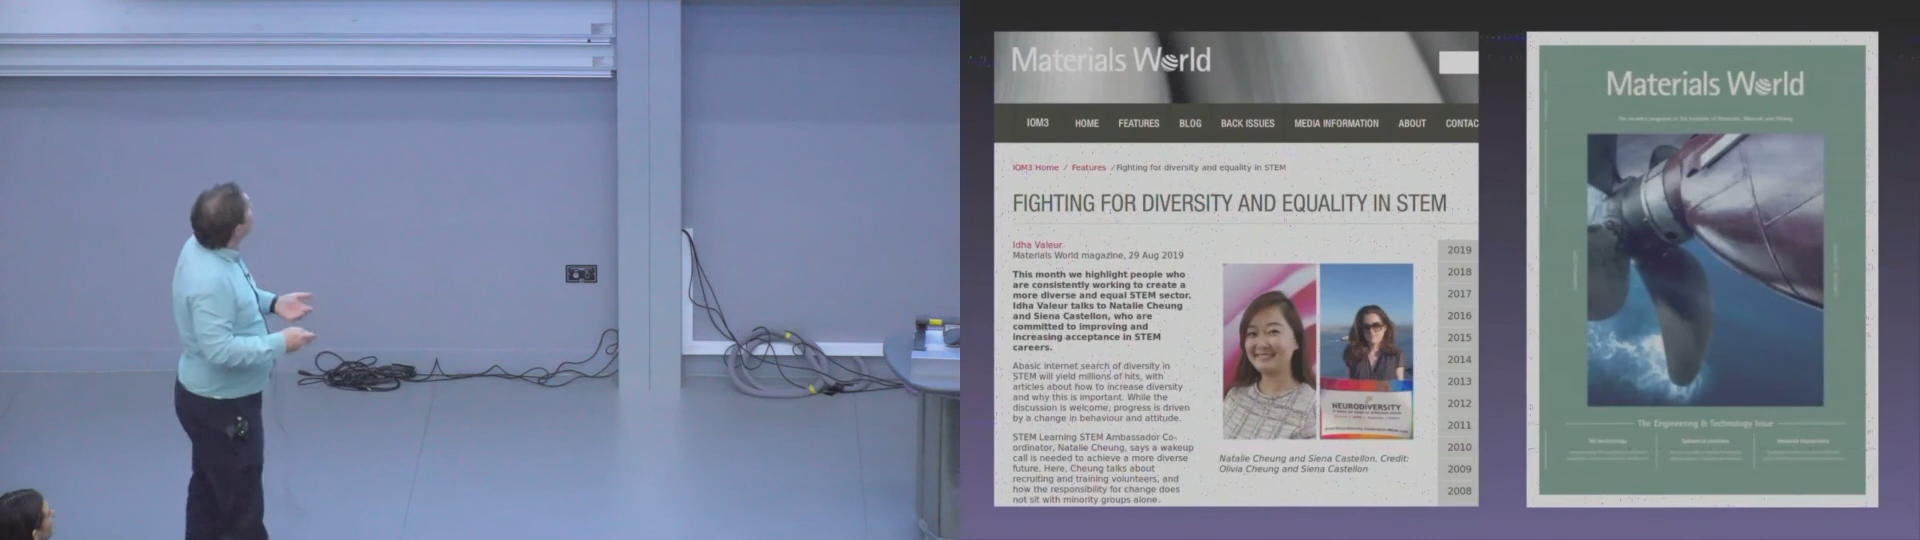 Materials World
IOM3 HOME FEATURES BLOG BACK ISSUES MEDIA INFORMATION ABOUT CONTAC
IOM3 Home / Features / Fighting for diversity and equality in STEM
FIGHTING FOR DIVERSITY AND EQUALITY IN STEM
Idha Valeur
Materials World magazine, 29 Aug 2019
This month we highlight people who
are consistently working to create a
more diverse and equal STEM sector.
Idha Valeur talks to Natalie Cheung
and Siena Castellon, who are
committed to improving and
increasing acceptance in STEM
careers.
Abasic internet search of diversity in
STEM will yield millions of hits, with
articles about how to increase diversity
and why this is important. While the
discussion is welcome, progress is driven
by a change in behaviour and attitude.
STEM Learning STEM Ambassador Co-
ordinator, Natalie Cheung, says a wakeup
call is needed to achieve a more diverse
future. Here, Cheung talks about
recruiting and training volunteers, and
how the responsibility for change does
not sit with minority groups alone.
NEURODIVERSITY
Natalie Cheung and Siena Castellon. Credit:
Olivia Cheung and Siena Castellon
2019
2018
2017
2016
2015
2014
2013
2012
2011
2010
2009
2008
Materials World
The Engineering & Technology Issue